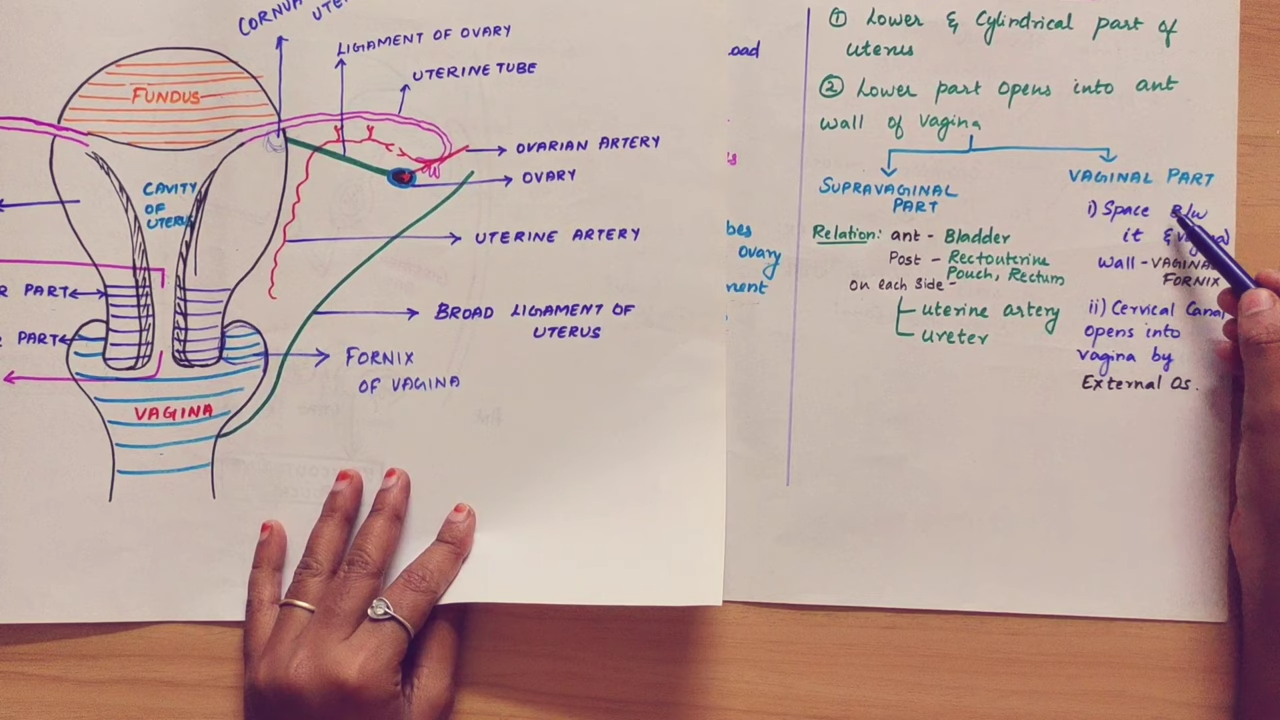 CORNUA
UTE
LIGAMENT OF OVARY
UTERINE TUBE
FUNDUS
OVARIAN ARTERY
OVARY
CAVITY
OF
UTERUS
UTERINE ARTERY
PART
BROAD LIGAMENT OF
UTERUS
PART
FORNIX
OF VAGINA
VAGINA
① Lower & Cylindrical part of
uterus
② Lower part opens into ant
wall of vagina
SUPRAVAGINAL
PART
Relation: ant - Bladder
Post - Rectouterine
Pouch, Rectum
on each side -
uterine artery
ureter
VAGINAL PART
i) Space B/w
it &
wall - VAGINAL
FORNIX
ii) Cervical Canal
opens into
vagina by
External Os.
ovary